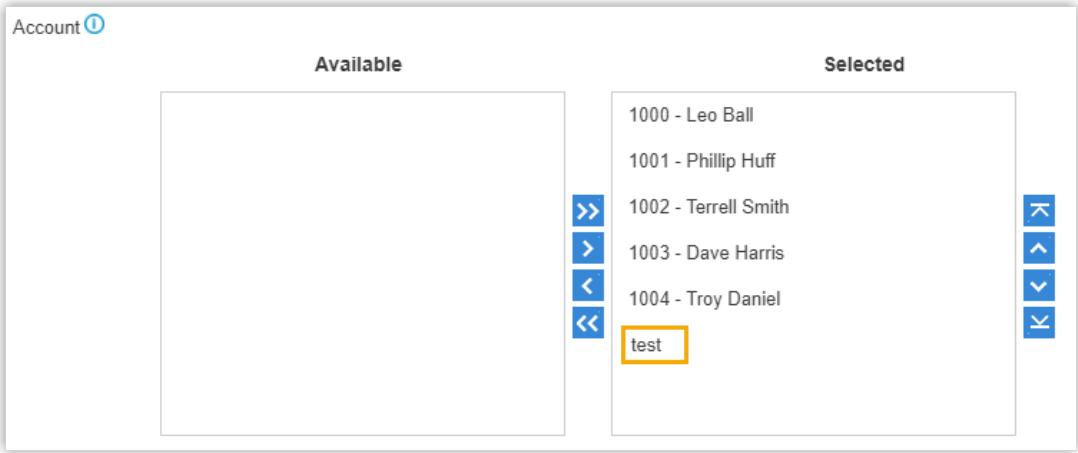 Account
Available
Selected
1000 - Leo Ball
1001 - Phillip Huff
1002 - Terrell Smith
1003 - Dave Harris
1004 - Troy Daniel
test